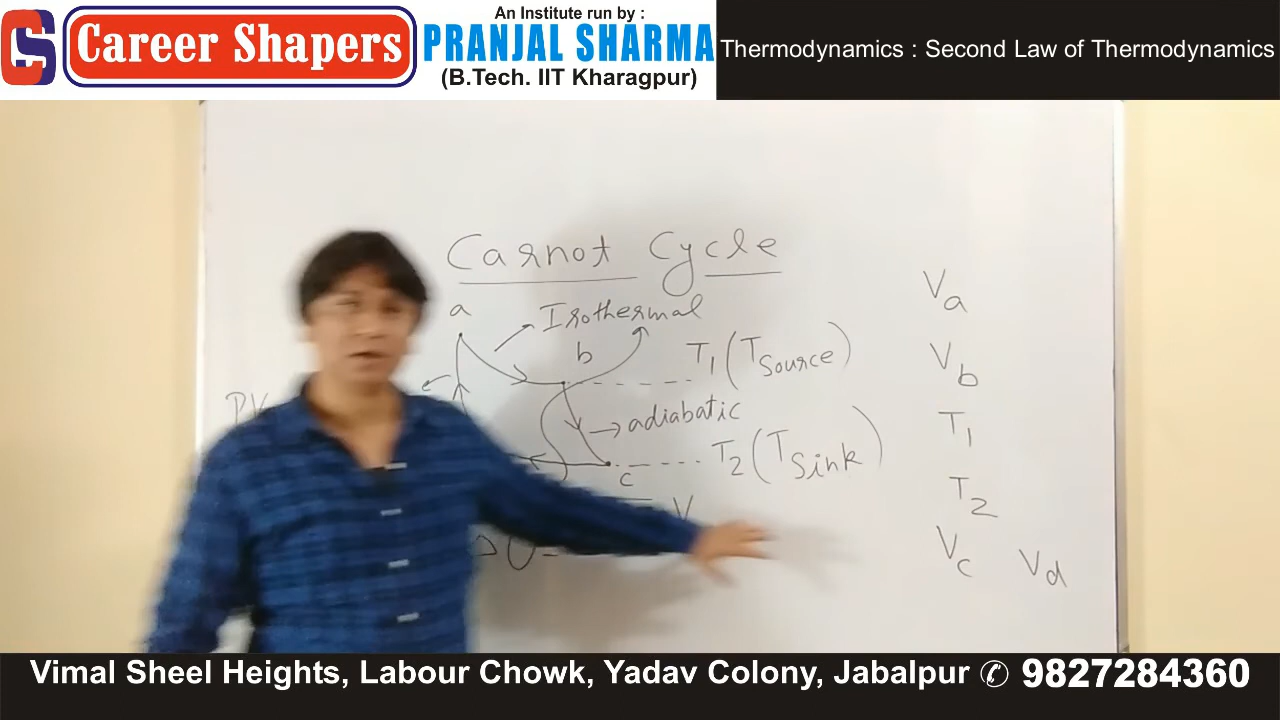 CS Career Shapers
An Institute run by :
PRANJAL SHARMA
(B.Tech. IIT Kharagpur)
Thermodynamics : Second Law of Thermodynamics
Carnot Cycle
a
Isothermal
b
T1 (TSource)
adiabatic
T2 (TSink)
c
V
U=
Va
Vb
T1
T2
Vc Vd
Vimal Sheel Heights, Labour Chowk, Yadav Colony, Jabalpur ✆ 9827284360